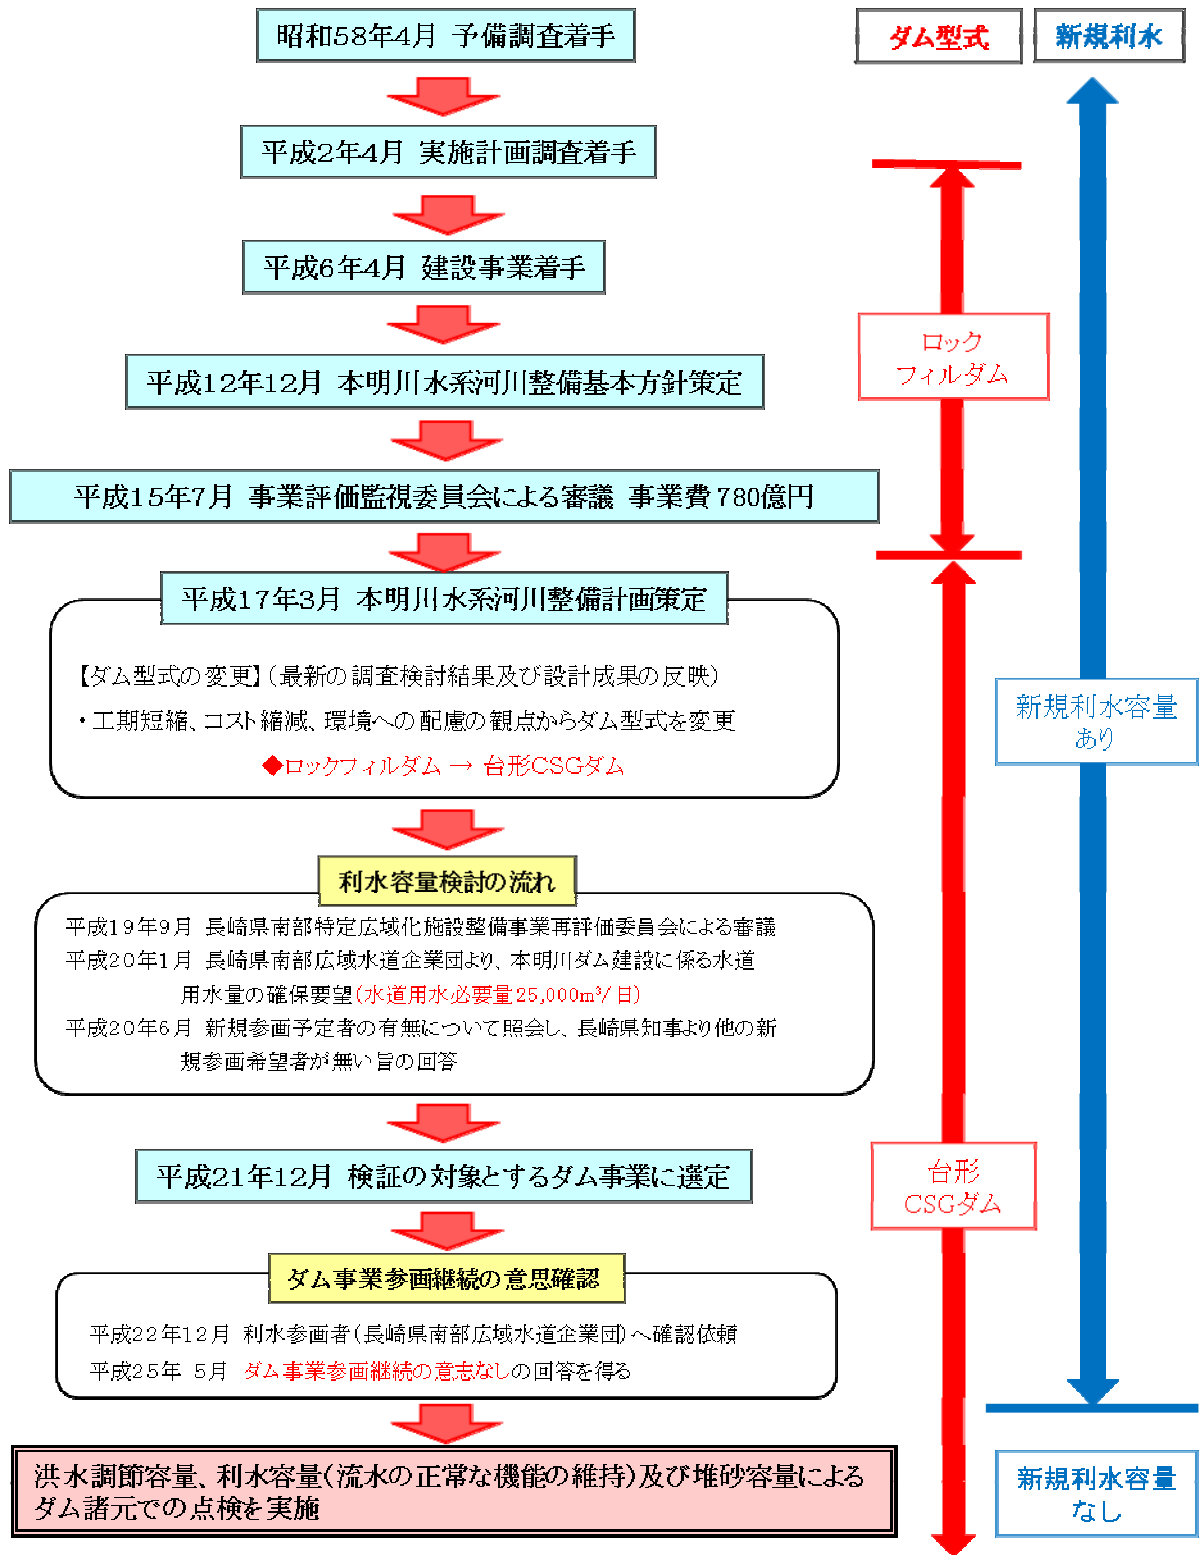 昭和58年4月 予備調査着手
ダム型式
新規利水
平成2年4月 実施計画調査着手
平成6年4月 建設事業着手
ロック
フィルダム
平成12年12月 本明川水系河川整備基本方針策定
平成15年7月 事業評価監視委員会による審議 事業費780億円
平成17年3月 本明川水系河川整備計画策定
【ダム型式の変更】（最新の調査検討結果及び設計成果の反映）
・工期短縮、コスト縮減、環境への配慮の観点からダム型式を変更
◆ロックフィルダム → 台形CSGダム
新規利水容量
あり
利水容量検討の流れ
平成19年9月 長崎県南部特定広域化施設整備事業再評価委員会による審議
平成20年1月 長崎県南部広域水道企業団より、本明川ダム建設に係る水道
用水量の確保要望（水道用水必要量25,000m³/日）
平成20年6月 新規参画予定者の有無について照会し、長崎県知事より他の新
規参画希望者が無い旨の回答
平成21年12月 検証の対象とするダム事業に選定
台形
CSGダム
ダム事業参画継続の意思確認
平成22年12月 利水参画者（長崎県南部広域水道企業団）へ確認依頼
平成25年 5月 ダム事業参画継続の意志なしの回答を得る
洪水調節容量、利水容量（流水の正常な機能の維持）及び堆砂容量による
ダム諸元での点検を実施
新規利水容量
なし